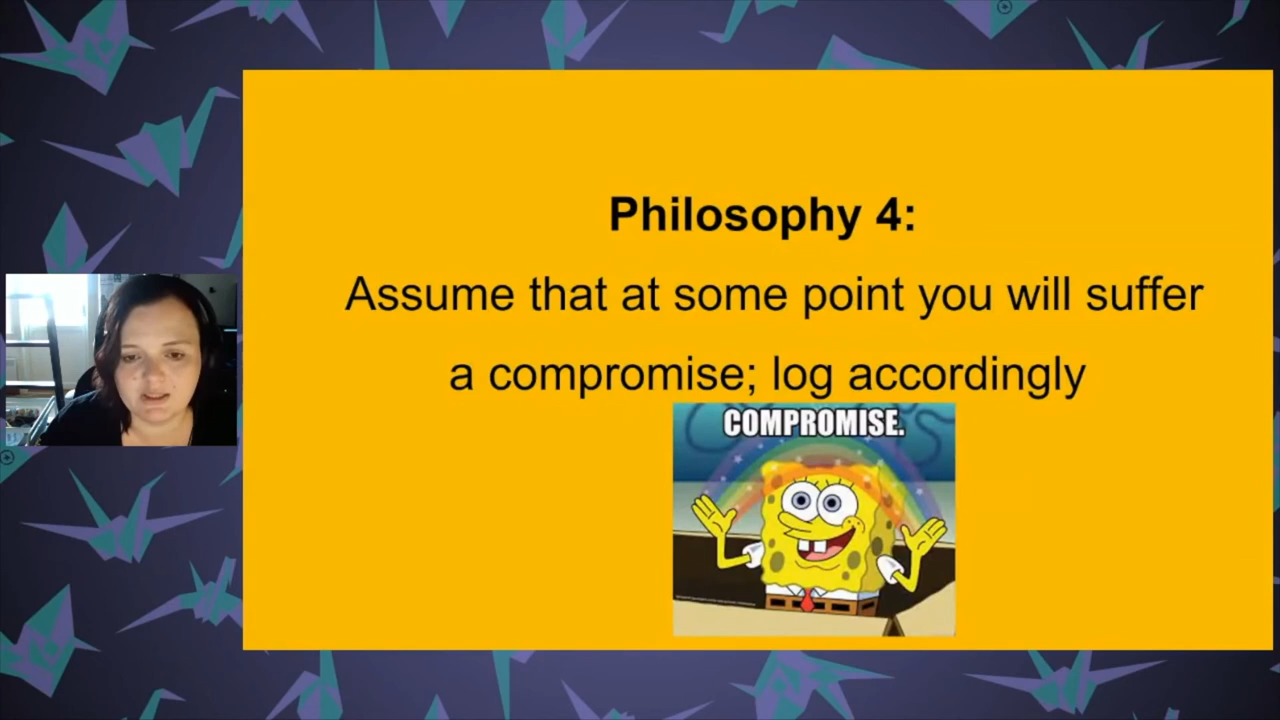 Philosophy 4:
Assume that at some point you will suffer
a compromise; log accordingly
COMPROMISE.